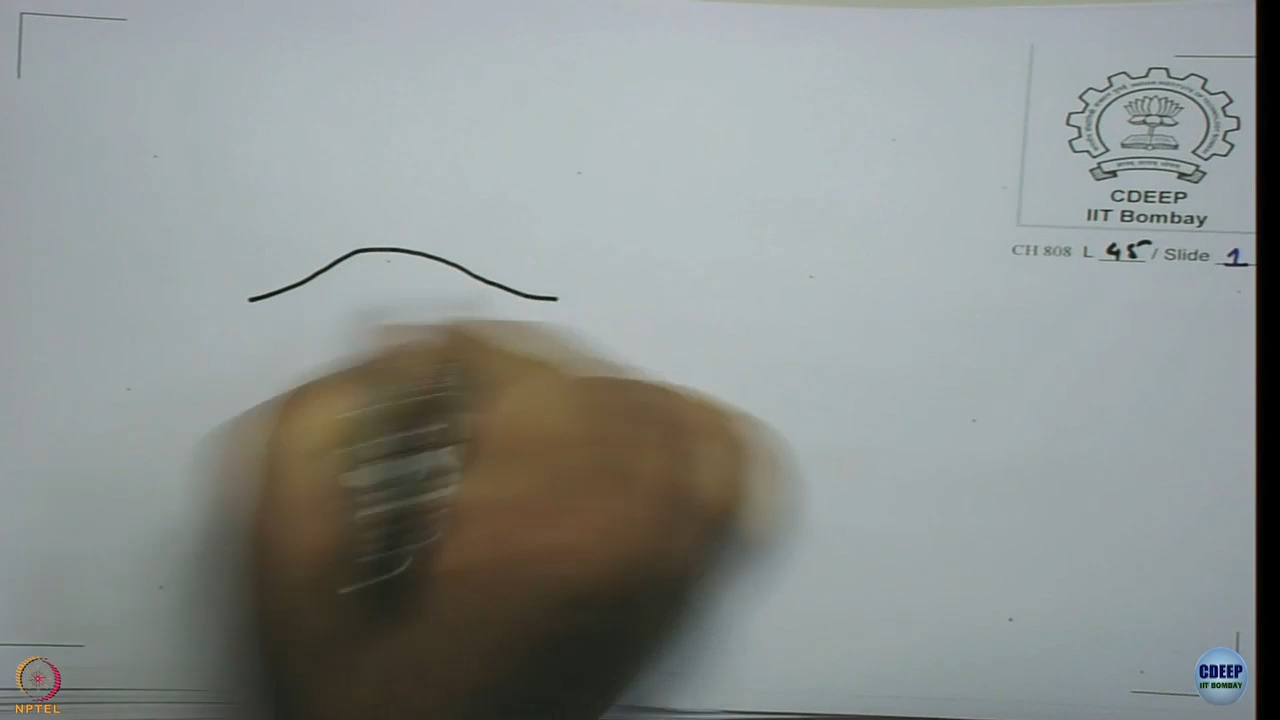 CDEEP
IIT Bombay
CH 808 L 45 / Slide 1
NPTEL
CDEEP
IIT BOMBAY